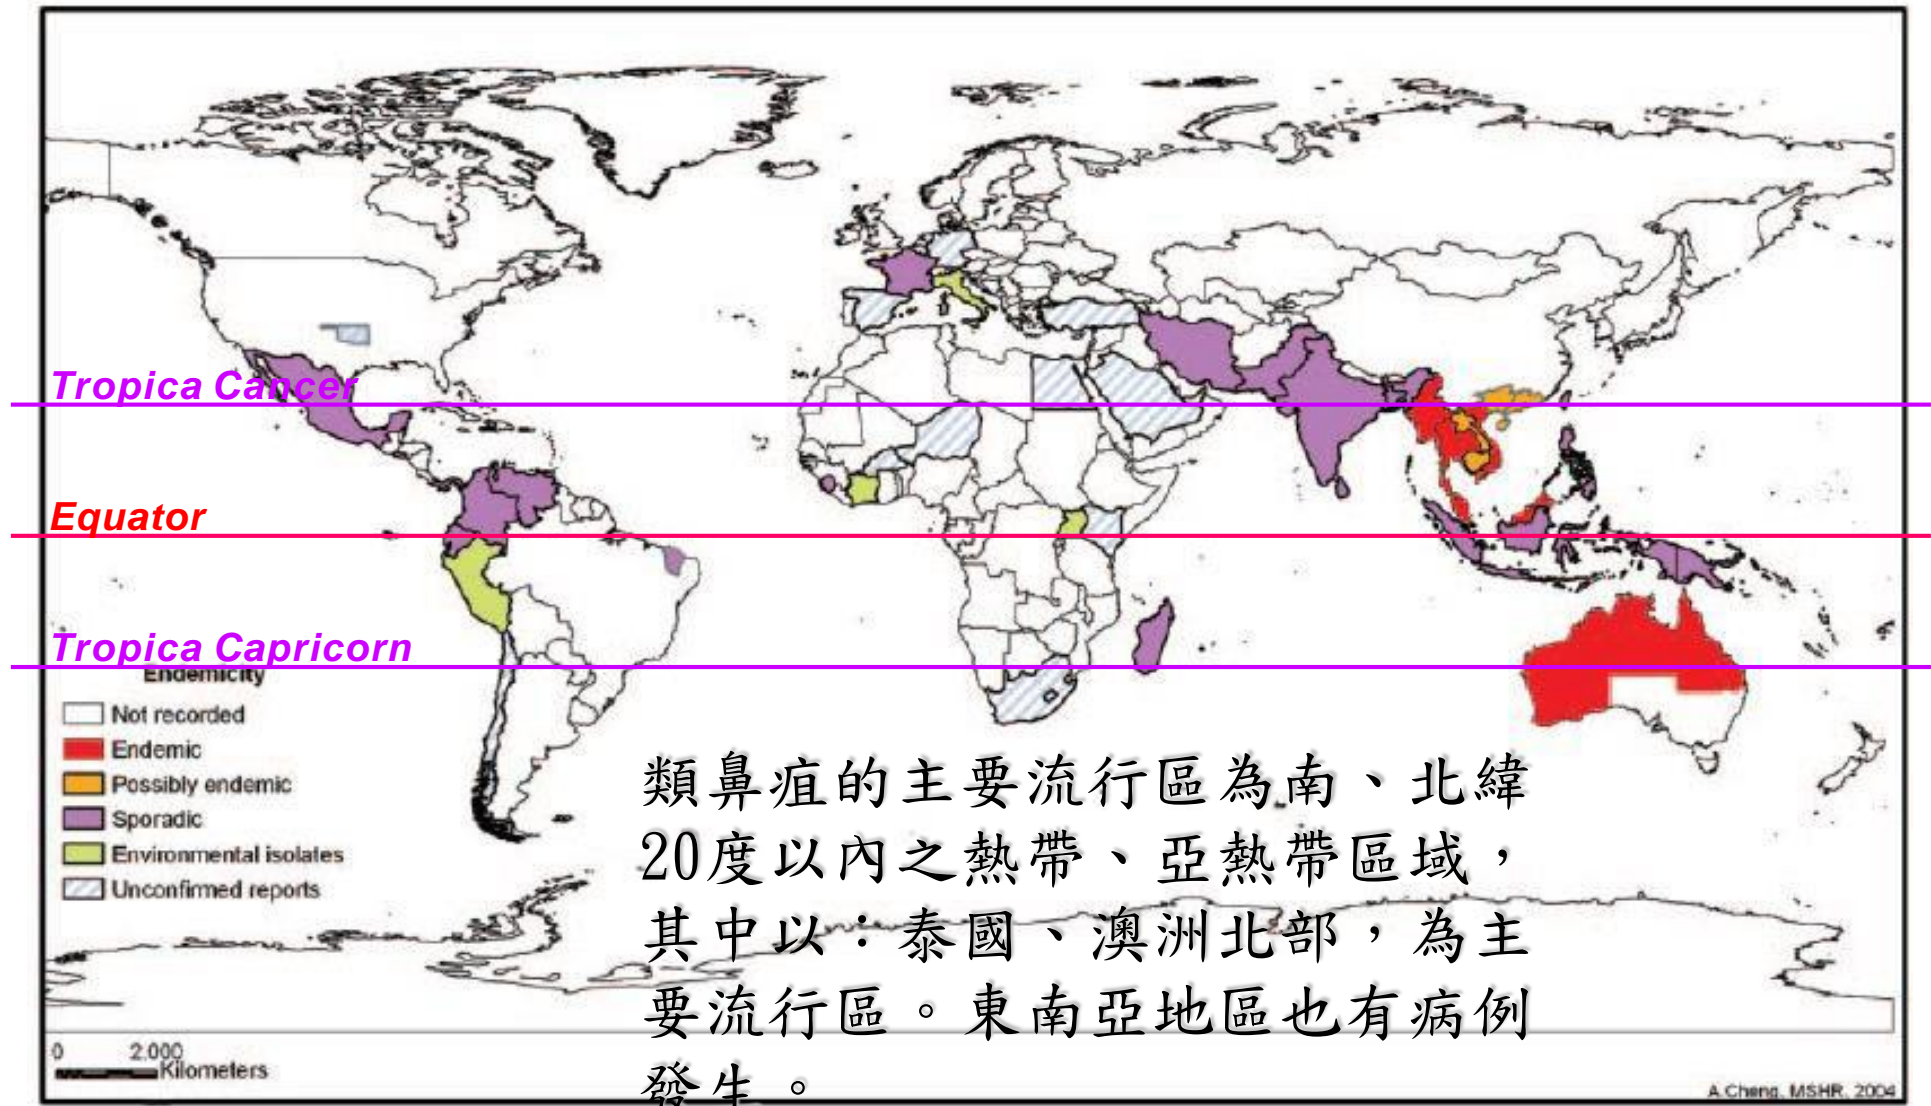 Tropica Cancer
Equator
Tropica Capricorn
Endemicity
Not recorded
Endemic
Possibly endemic
Sporadic
Environmental isolates
Unconfirmed reports
類鼻疽的主要流行區為南、北緯
20度以內之熱帶、亞熱帶區域，
其中以：泰國、澳洲北部，為主
要流行區。東南亞地區也有病例
發生。
0 2.000
Kilometers
A.Cheng, MSHR, 2004